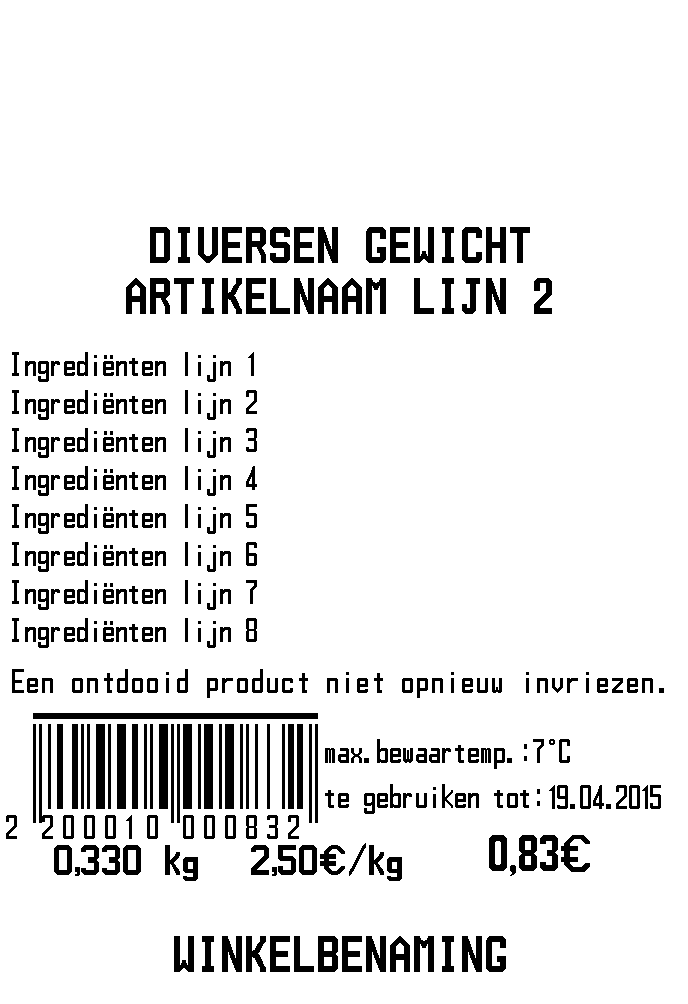 DIVERSEN GEWICHT
ARTIKELNAAM LIJN 2
Ingrediënten lijn 1
Ingrediënten lijn 2
Ingrediënten lijn 3
Ingrediënten lijn 4
Ingrediënten lijn 5
Ingrediënten lijn 6
Ingrediënten lijn 7
Ingrediënten lijn 8
Een ontdooid product niet opnieuw invriezen.
max.bewaartemp.:7°C
te gebruiken tot:19.04.2015
2 200010 000832
0,330 kg 2,50€/kg 0,83€
WINKELBENAMING